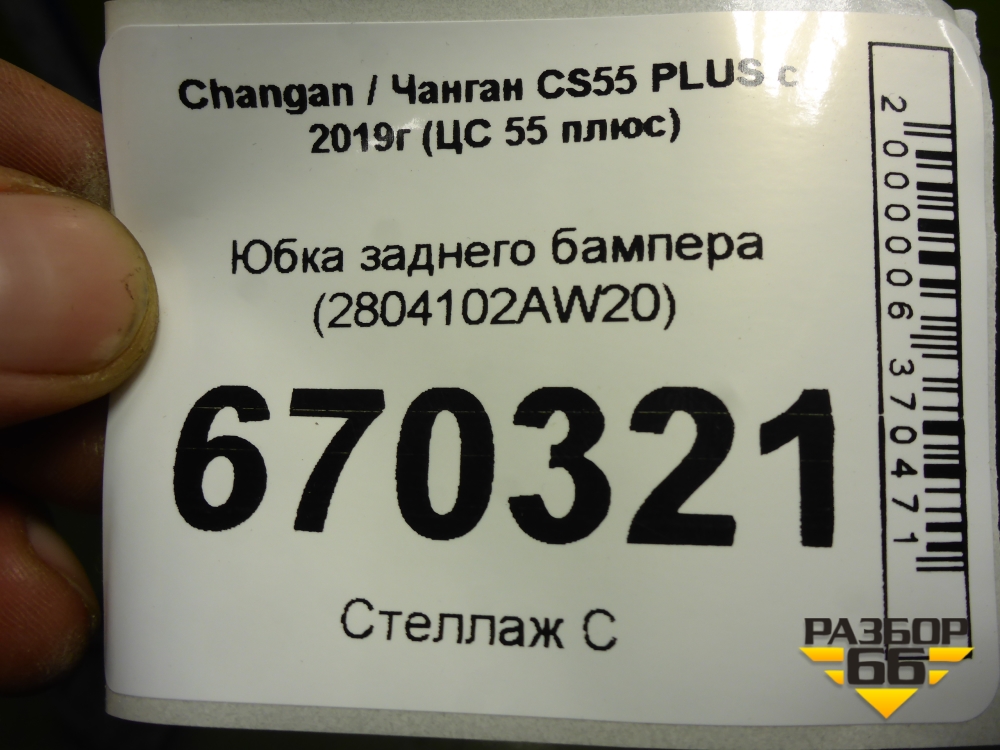 Changan / Чанган CS55 PLUS с
2019г (ЦС 55 плюс)
Юбка заднего бампера
(2804102AW20)
670321
Стеллаж С
2000006370471
РАЗБОР
66